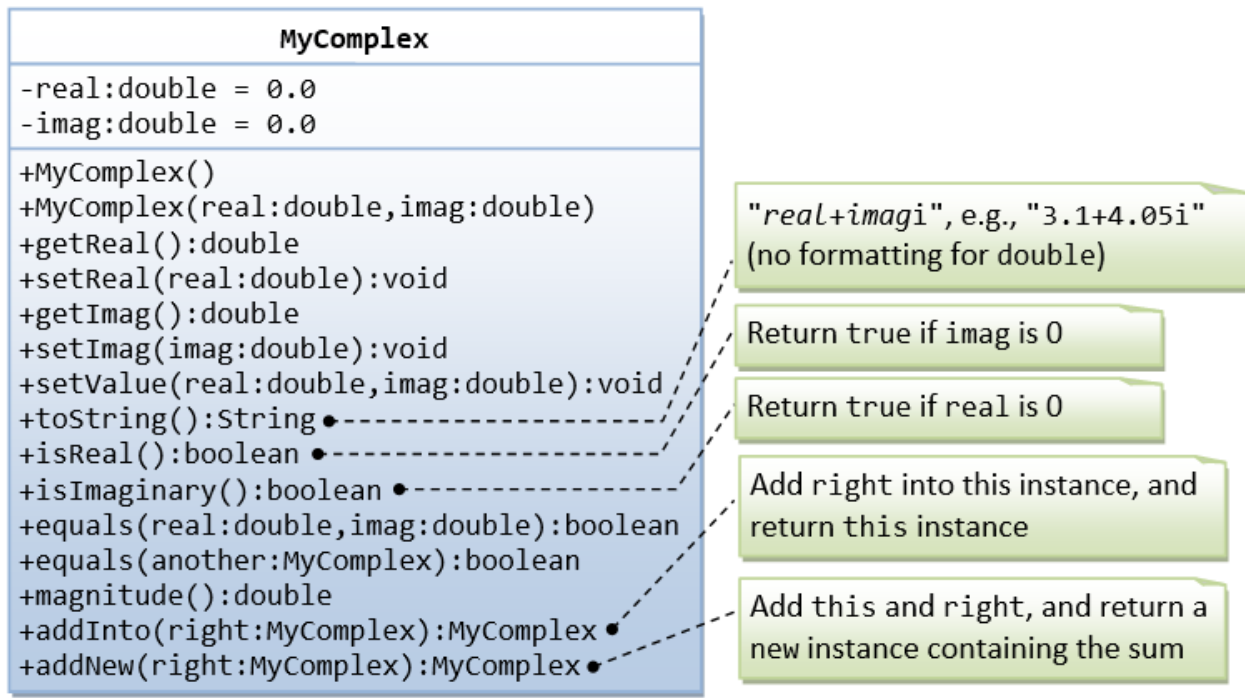 MyComplex
-real:double = 0.0
-imag:double = 0.0
+MyComplex()
+MyComplex(real:double,imag:double)
+getReal():double
+setReal(real:double):void
+getImag():double
+setImag(imag:double):void
+setValue(real:double,imag:double):void
+toString():String
+isReal():boolean
+isImaginary():boolean
+equals(real:double,imag:double):boolean
+equals(another:MyComplex):boolean
+magnitude():double
+addInto(right:MyComplex):MyComplex
+addNew(right:MyComplex):MyComplex
"real+imagi", e.g., "3.1+4.05i"
(no formatting for double)
Return true if imag is 0
Return true if real is 0
Add right into this instance, and
return this instance
Add this and right, and return a
new instance containing the sum